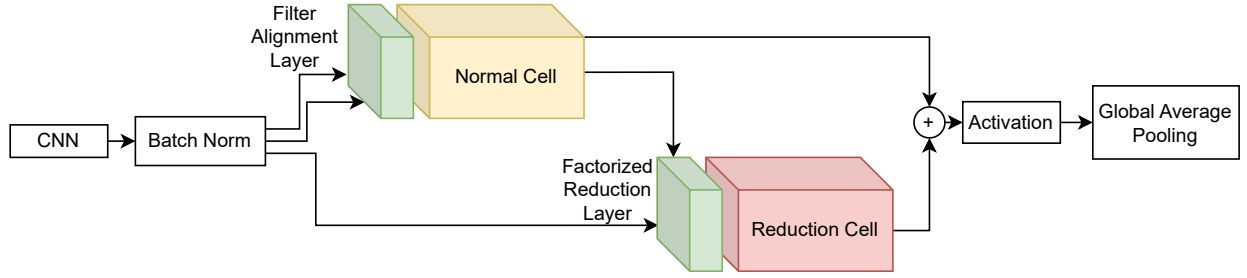 Filter
Alignment
Layer
Normal Cell
CNN
Batch Norm
+
Activation
Global Average
Pooling
Factorized
Reduction
Layer
Reduction Cell